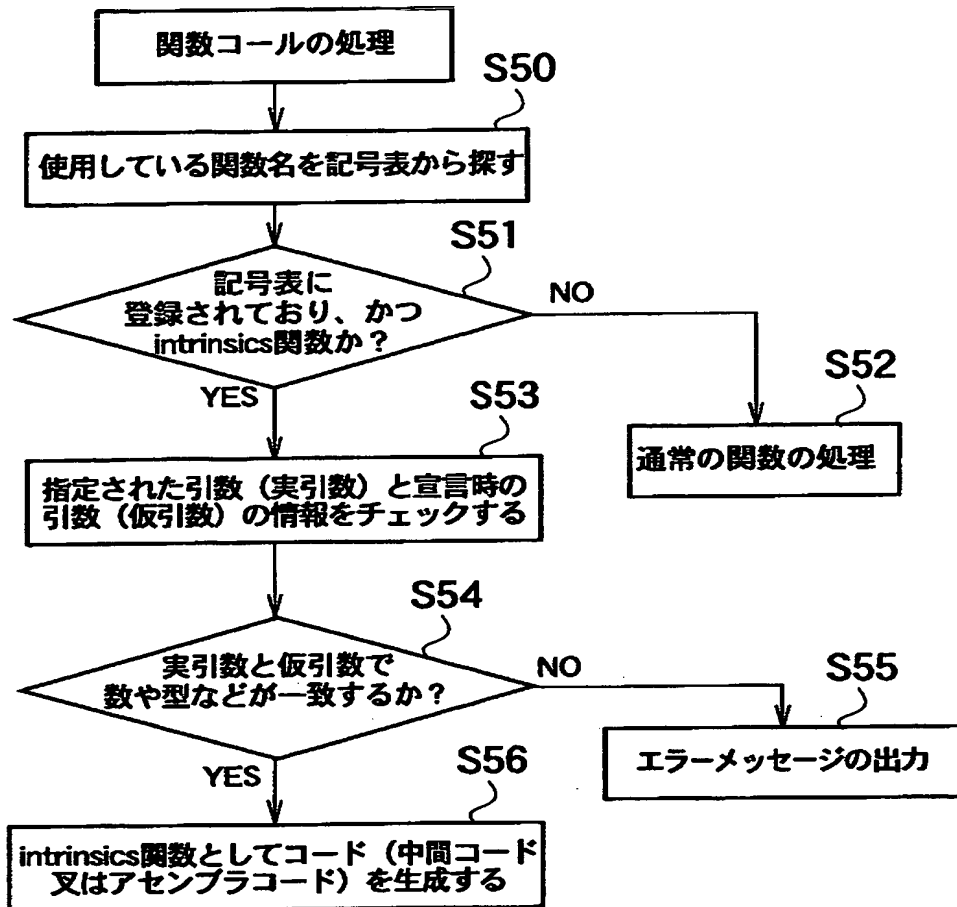 関数コールの処理
S50
使用している関数名を記号表から探す
S51
記号表に
登録されており、かつ
intrinsics関数か？
NO
YES
S52
通常の関数の処理
S53
指定された引数（実引数）と宣言時の
引数（仮引数）の情報をチェックする
S54
実引数と仮引数で
数や型などが一致するか？
NO
YES
S55
エラーメッセージの出力
S56
intrinsics関数としてコード（中間コード
叉はアセンブラコード）を生成する